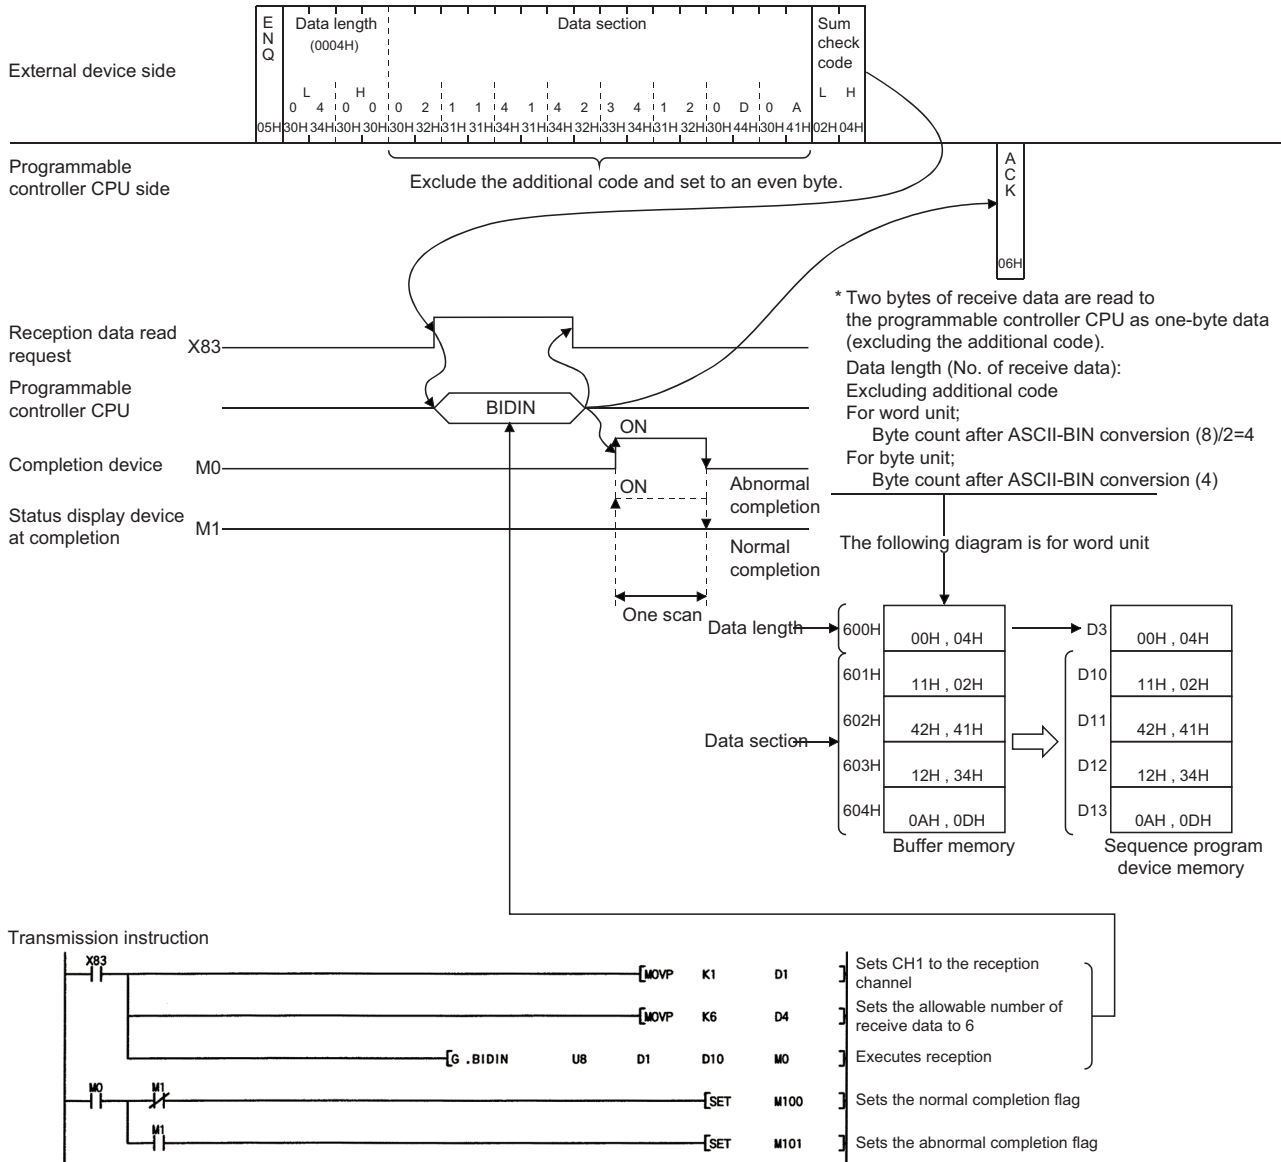 E N Q
Data length
(0004H)
Data section
Sum check code
External device side
L H L H
0 4 0 0 0 2 1 1 4 1 4 2 3 4 1 2 0 D 0 A
05H 30H 34H 30H 30H 30H 32H 31H 31H 34H 31H 34H 32H 33H 34H 31H 32H 30H 44H 30H 41H 02H 04H
Programmable
controller CPU side
Exclude the additional code and set to an even byte.
A C K
06H
* Two bytes of receive data are read to
the programmable controller CPU as one-byte data
(excluding the additional code).
Data length (No. of receive data):
Excluding additional code
For word unit;
Byte count after ASCII-BIN conversion (8)/2=4
For byte unit;
Byte count after ASCII-BIN conversion (4)
Reception data read
request
X83
Programmable
controller CPU
BIDIN
ON
Completion device
M0
ON
Abnormal
completion
Status display device
at completion
M1
Normal
completion
One scan
The following diagram is for word unit
Data length
600H 00H , 04H D3 00H , 04H
601H 11H , 02H D10 11H , 02H
602H 42H , 41H D11 42H , 41H
Data section
603H 12H , 34H D12 12H , 34H
604H 0AH , 0DH D13 0AH , 0DH
Buffer memory
Sequence program
device memory
Transmission instruction
X83
MOVP K1 D1
Sets CH1 to the reception
channel
MOVP K6 D4
Sets the allowable number of
receive data to 6
G .BIDIN U8 D1 D10 M0
Executes reception
M0 M1
SET M100
Sets the normal completion flag
M1
SET M101
Sets the abnormal completion flag